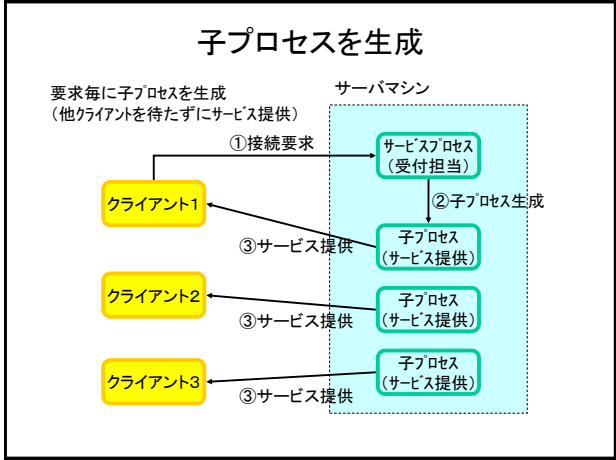 子プロセスを生成
要求毎に子プロセスを生成
（他クライアントを待たずにサービス提供）
サーバマシン
①接続要求
ｻｰﾋﾞｽﾌﾟﾛｾｽ
（受付担当）
②子プロセス生成
クライアント1
子ﾌﾟﾛｾｽ
（ｻｰﾋﾞｽ提供）
③サービス提供
クライアント2
子ﾌﾟﾛｾｽ
（ｻｰﾋﾞｽ提供）
③サービス提供
クライアント3
子ﾌﾟﾛｾｽ
（ｻｰﾋﾞｽ提供）
③サービス提供